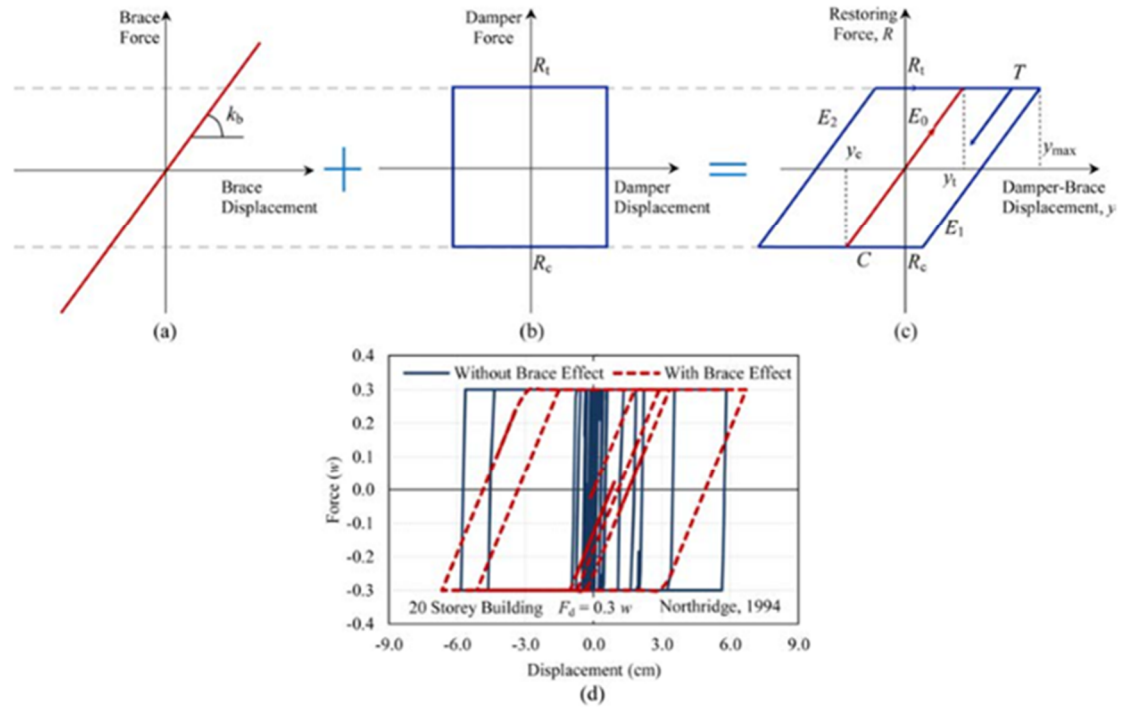 Brace
Force
k_b
Brace
Displacement
(a)
+
Damper
Force
R_t
Damper
Displacement
R_c
(b)
=
Restoring
Force, R
R_t
T
E_2
E_0
y_c
y_t
y_max
Damper-Brace
Displacement, y
E_1
C
R_c
(c)
0.4
0.3
0.2
0.1
0.0
-0.1
-0.2
-0.3
-0.4
Force (w)
Without Brace Effect With Brace Effect
20 Storey Building F_d = 0.3 w Northridge, 1994
-9.0 -6.0 -3.0 0.0 3.0 6.0 9.0
Displacement (cm)
(d)